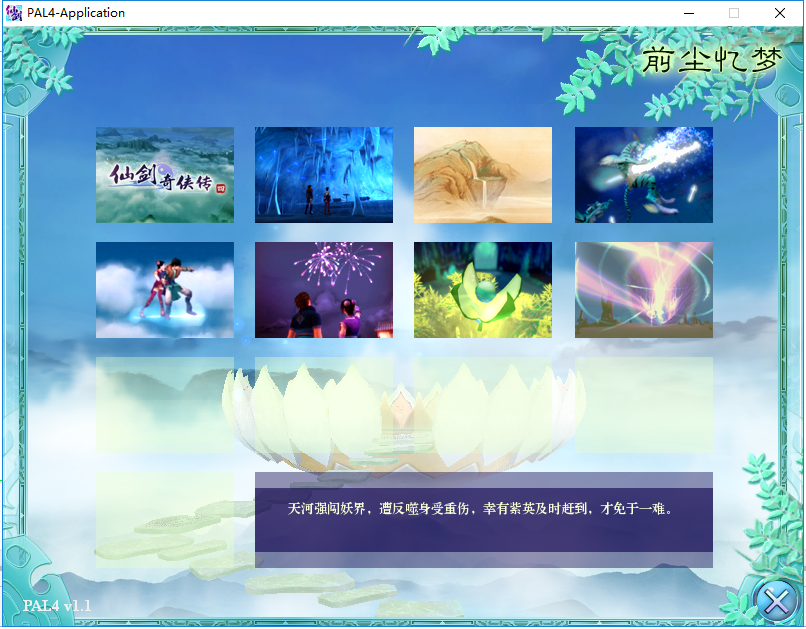 PAL4-Application
前尘忆梦
仙剑奇侠传
四
天河强闯妖界，遭反噬身受重伤，幸有紫英及时赶到，才免于一难。
PAL4 v1.1